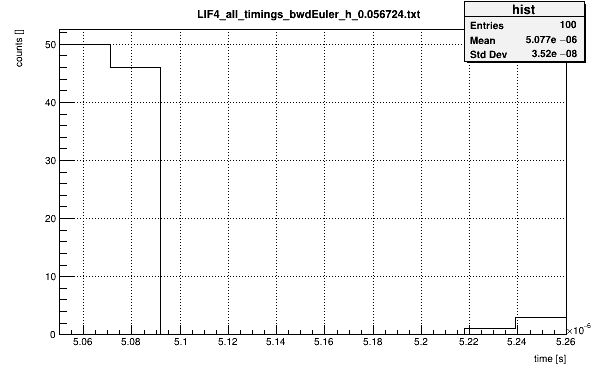 LIF4_all_timings_bwdEuler_h_0.056724.txt
hist
Entries 100
Mean 5.077e −06
Std Dev 3.52e −08
counts []
50
40
30
20
10
0
5.06 5.08 5.1 5.12 5.14 5.16 5.18 5.2 5.22 5.24 5.26
×10⁻⁶
time [s]